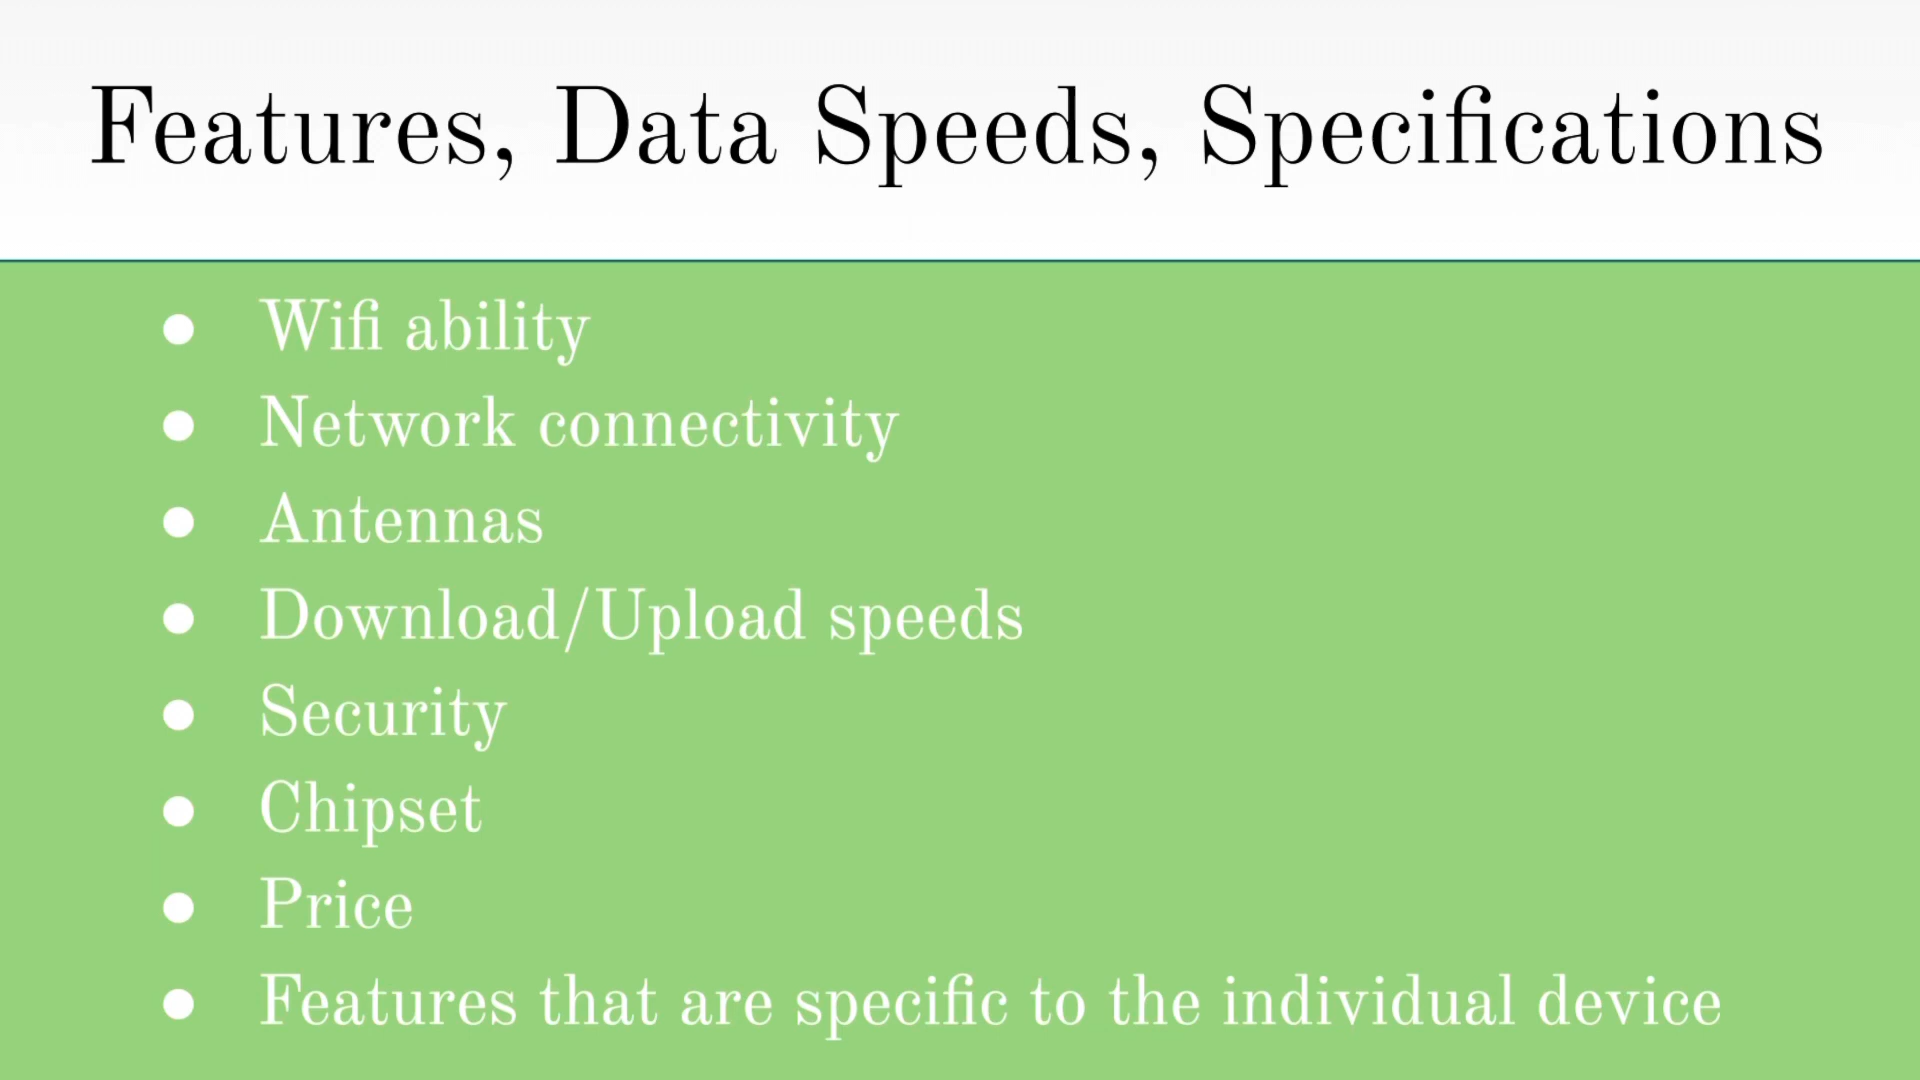 Features, Data Speeds, Specifications
● Wifi ability
● Network connectivity
● Antennas
● Download/Upload speeds
● Security
● Chipset
● Price
● Features that are specific to the individual device